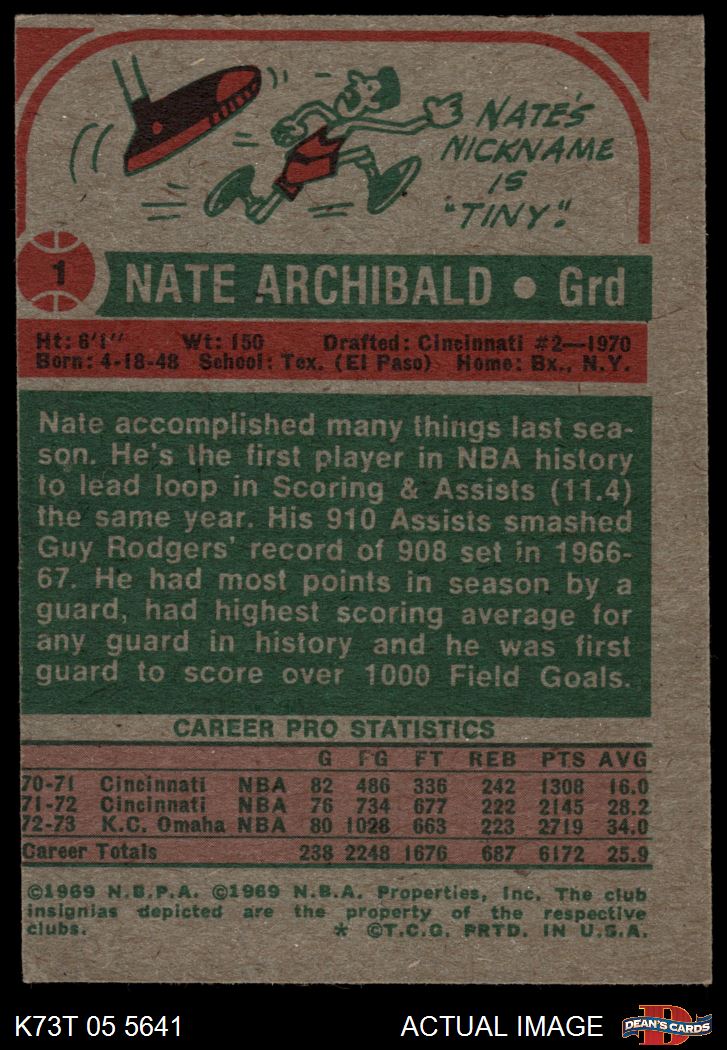 NATE'S
NICKNAME
IS
"TINY".
1
NATE ARCHIBALD • Grd
Ht: 6'1" Wt: 150 Drafted: Cincinnati #2—1970
Born: 4-18-48 School: Tex. (El Paso) Home: Bx., N.Y.
Nate accomplished many things last sea-
son. He's the first player in NBA history
to lead loop in Scoring & Assists (11.4)
the same year. His 910 Assists smashed
Guy Rodgers' record of 908 set in 1966-
67. He had most points in season by a
guard, had highest scoring average for
any guard in history and he was first
guard to score over 1000 Field Goals.
CAREER PRO STATISTICS
G FG FT REB PTS AVG
70-71 Cincinnati NBA 82 486 336 242 1308 16.0
71-72 Cincinnati NBA 76 734 677 222 2145 28.2
72-73 K.C. Omaha NBA 80 1028 663 223 2719 34.0
Career Totals 238 2248 1676 687 6172 25.9
©1969 N.B.P.A. ©1969 N.B.A. Properties, Inc. The club
insignias depicted are the property of the respective
clubs. * ©T.C.G. PRTD. IN U.S.A.
K73T 05 5641 ACTUAL IMAGE DEAN'S CARDS